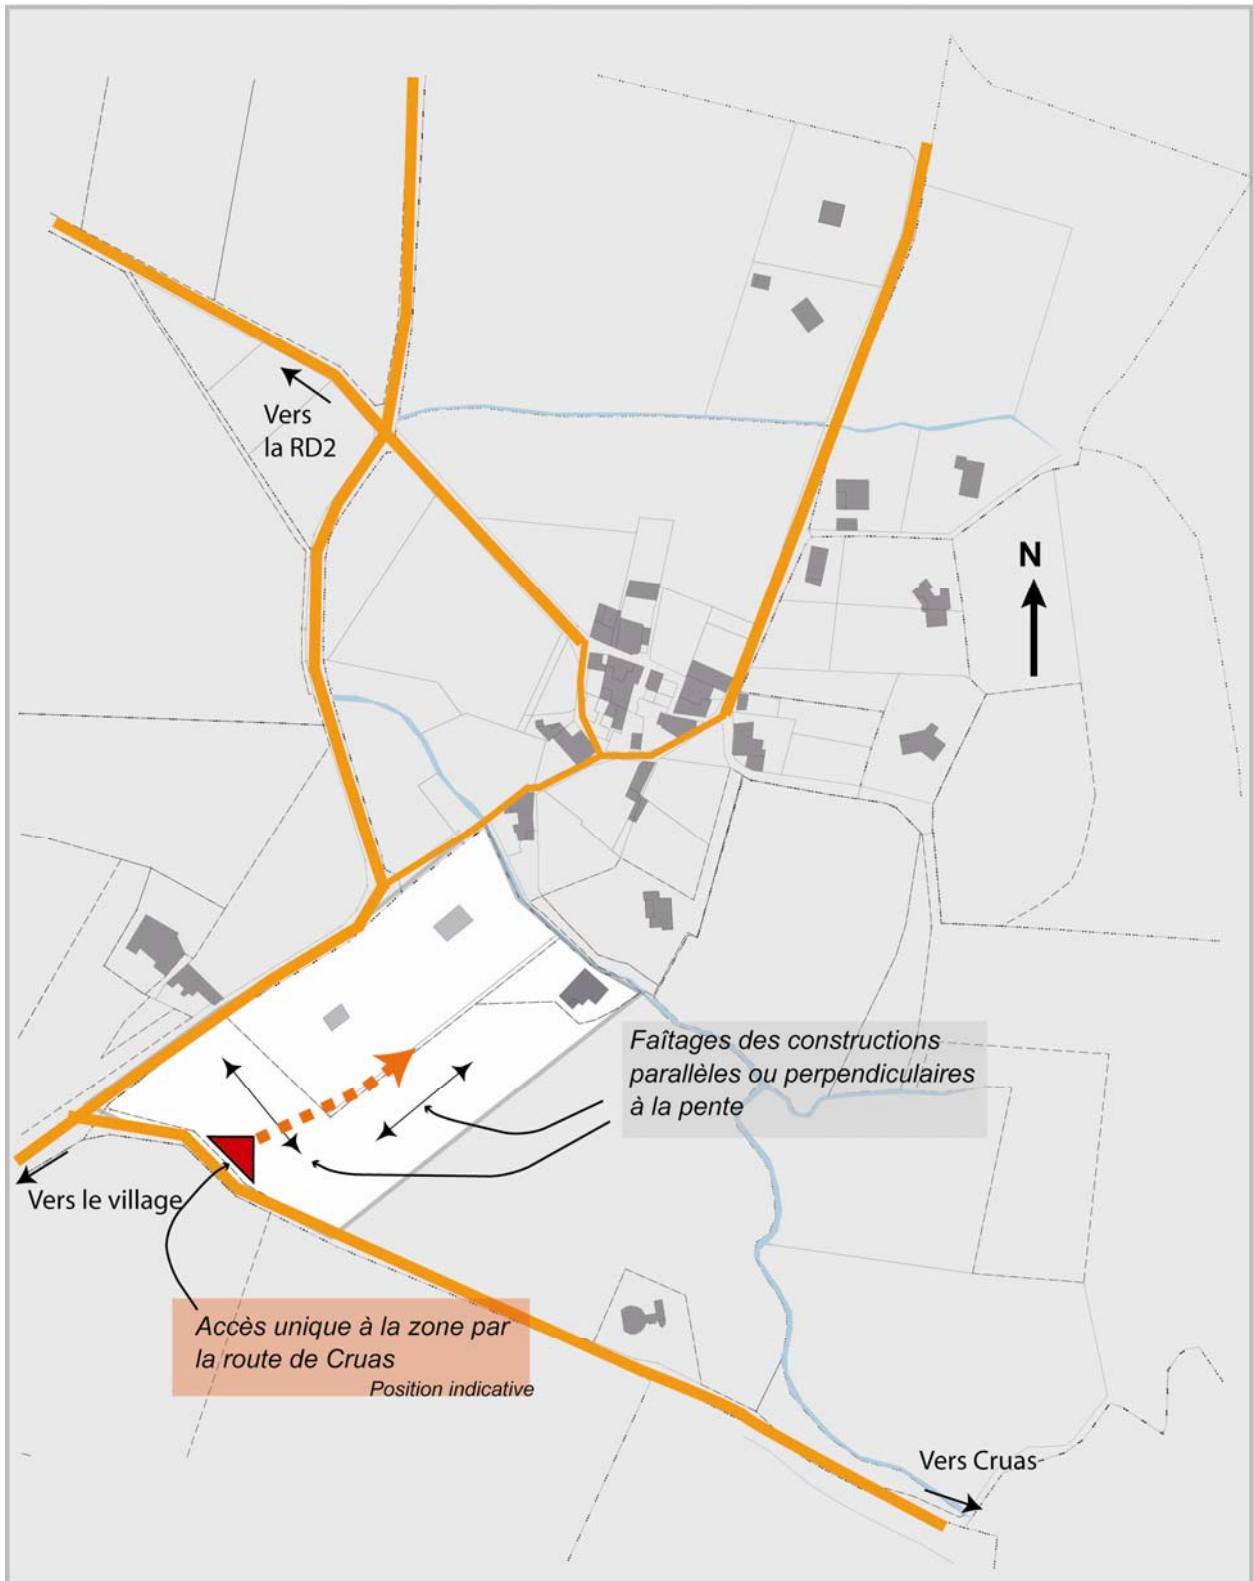 Vers
la RD2
N
Faîtages des constructions
parallèles ou perpendiculaires
à la pente
Vers le village
Accès unique à la zone par
la route de Cruas
Position indicative
Vers Cruas